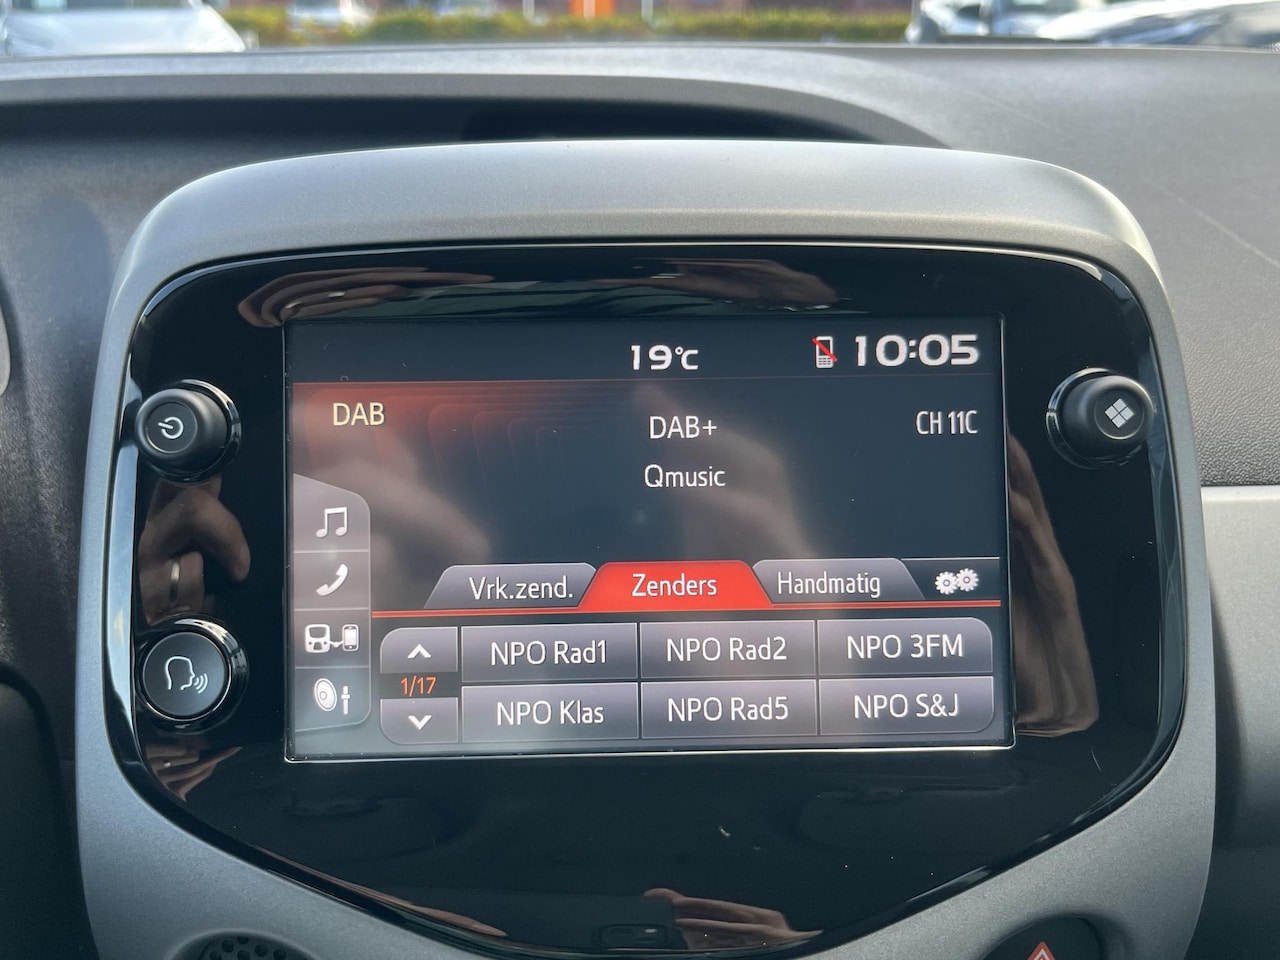 19°C 10:05
DAB DAB+ CH 11C
Qmusic
Vrk.zend. Zenders Handmatig
NPO Rad1 NPO Rad2 NPO 3FM
1/17
NPO Klas NPO Rad5 NPO S&J